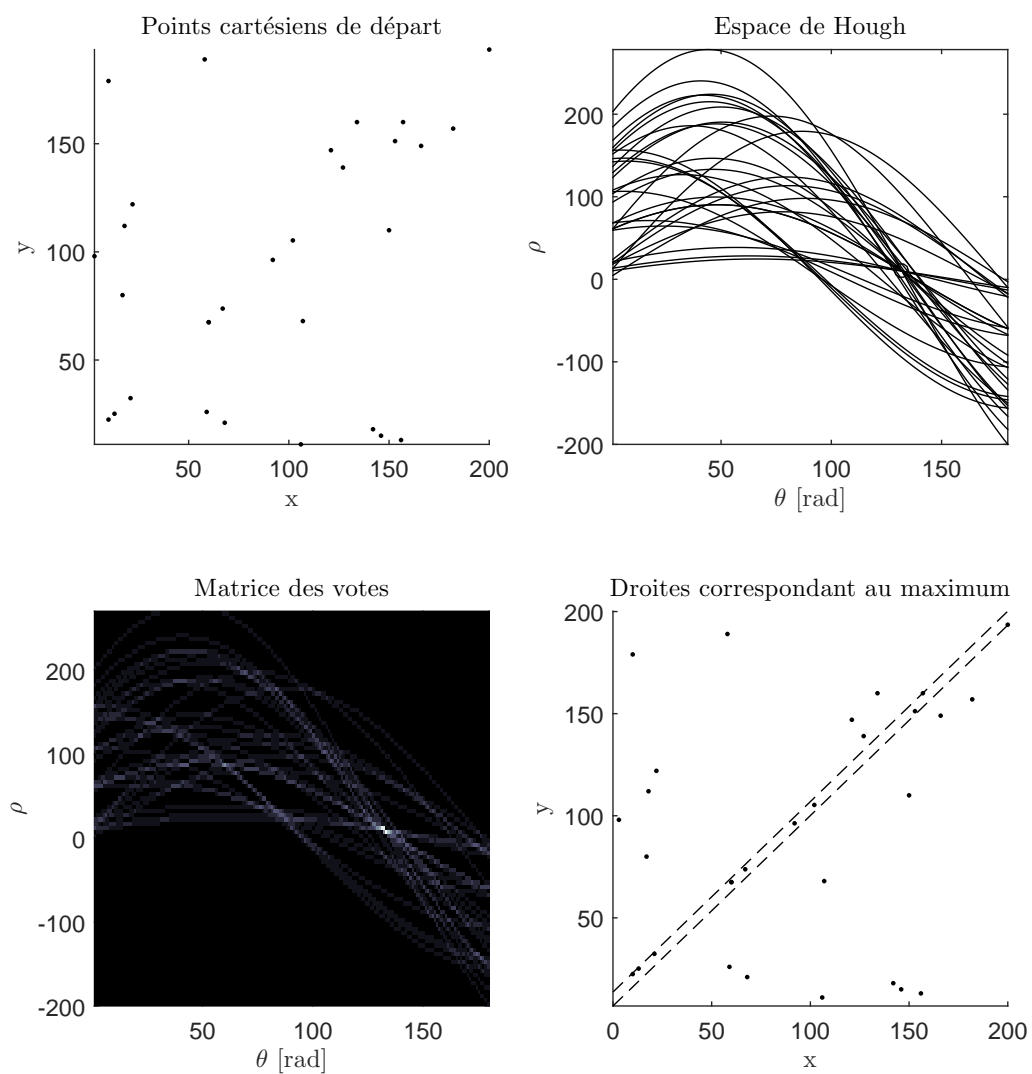 Points cartésiens de départ
150
100
50
y
50
100
150
200
x
Espace de Hough
200
100
0
-100
-200
ρ
50
100
150
θ [rad]
Matrice des votes
200
100
0
-100
-200
ρ
50
100
150
θ [rad]
Droites correspondant au maximum
200
150
100
50
y
0
50
100
150
200
x